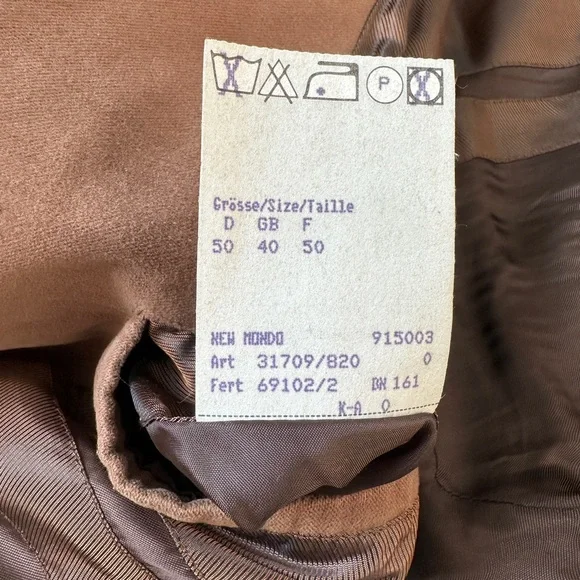 P
Grösse/Size/Taille
D GB F
50 40 50
NEW MONDO 915003
Art 31709/820 0
Fert 69102/2 BW 161
K-A 0